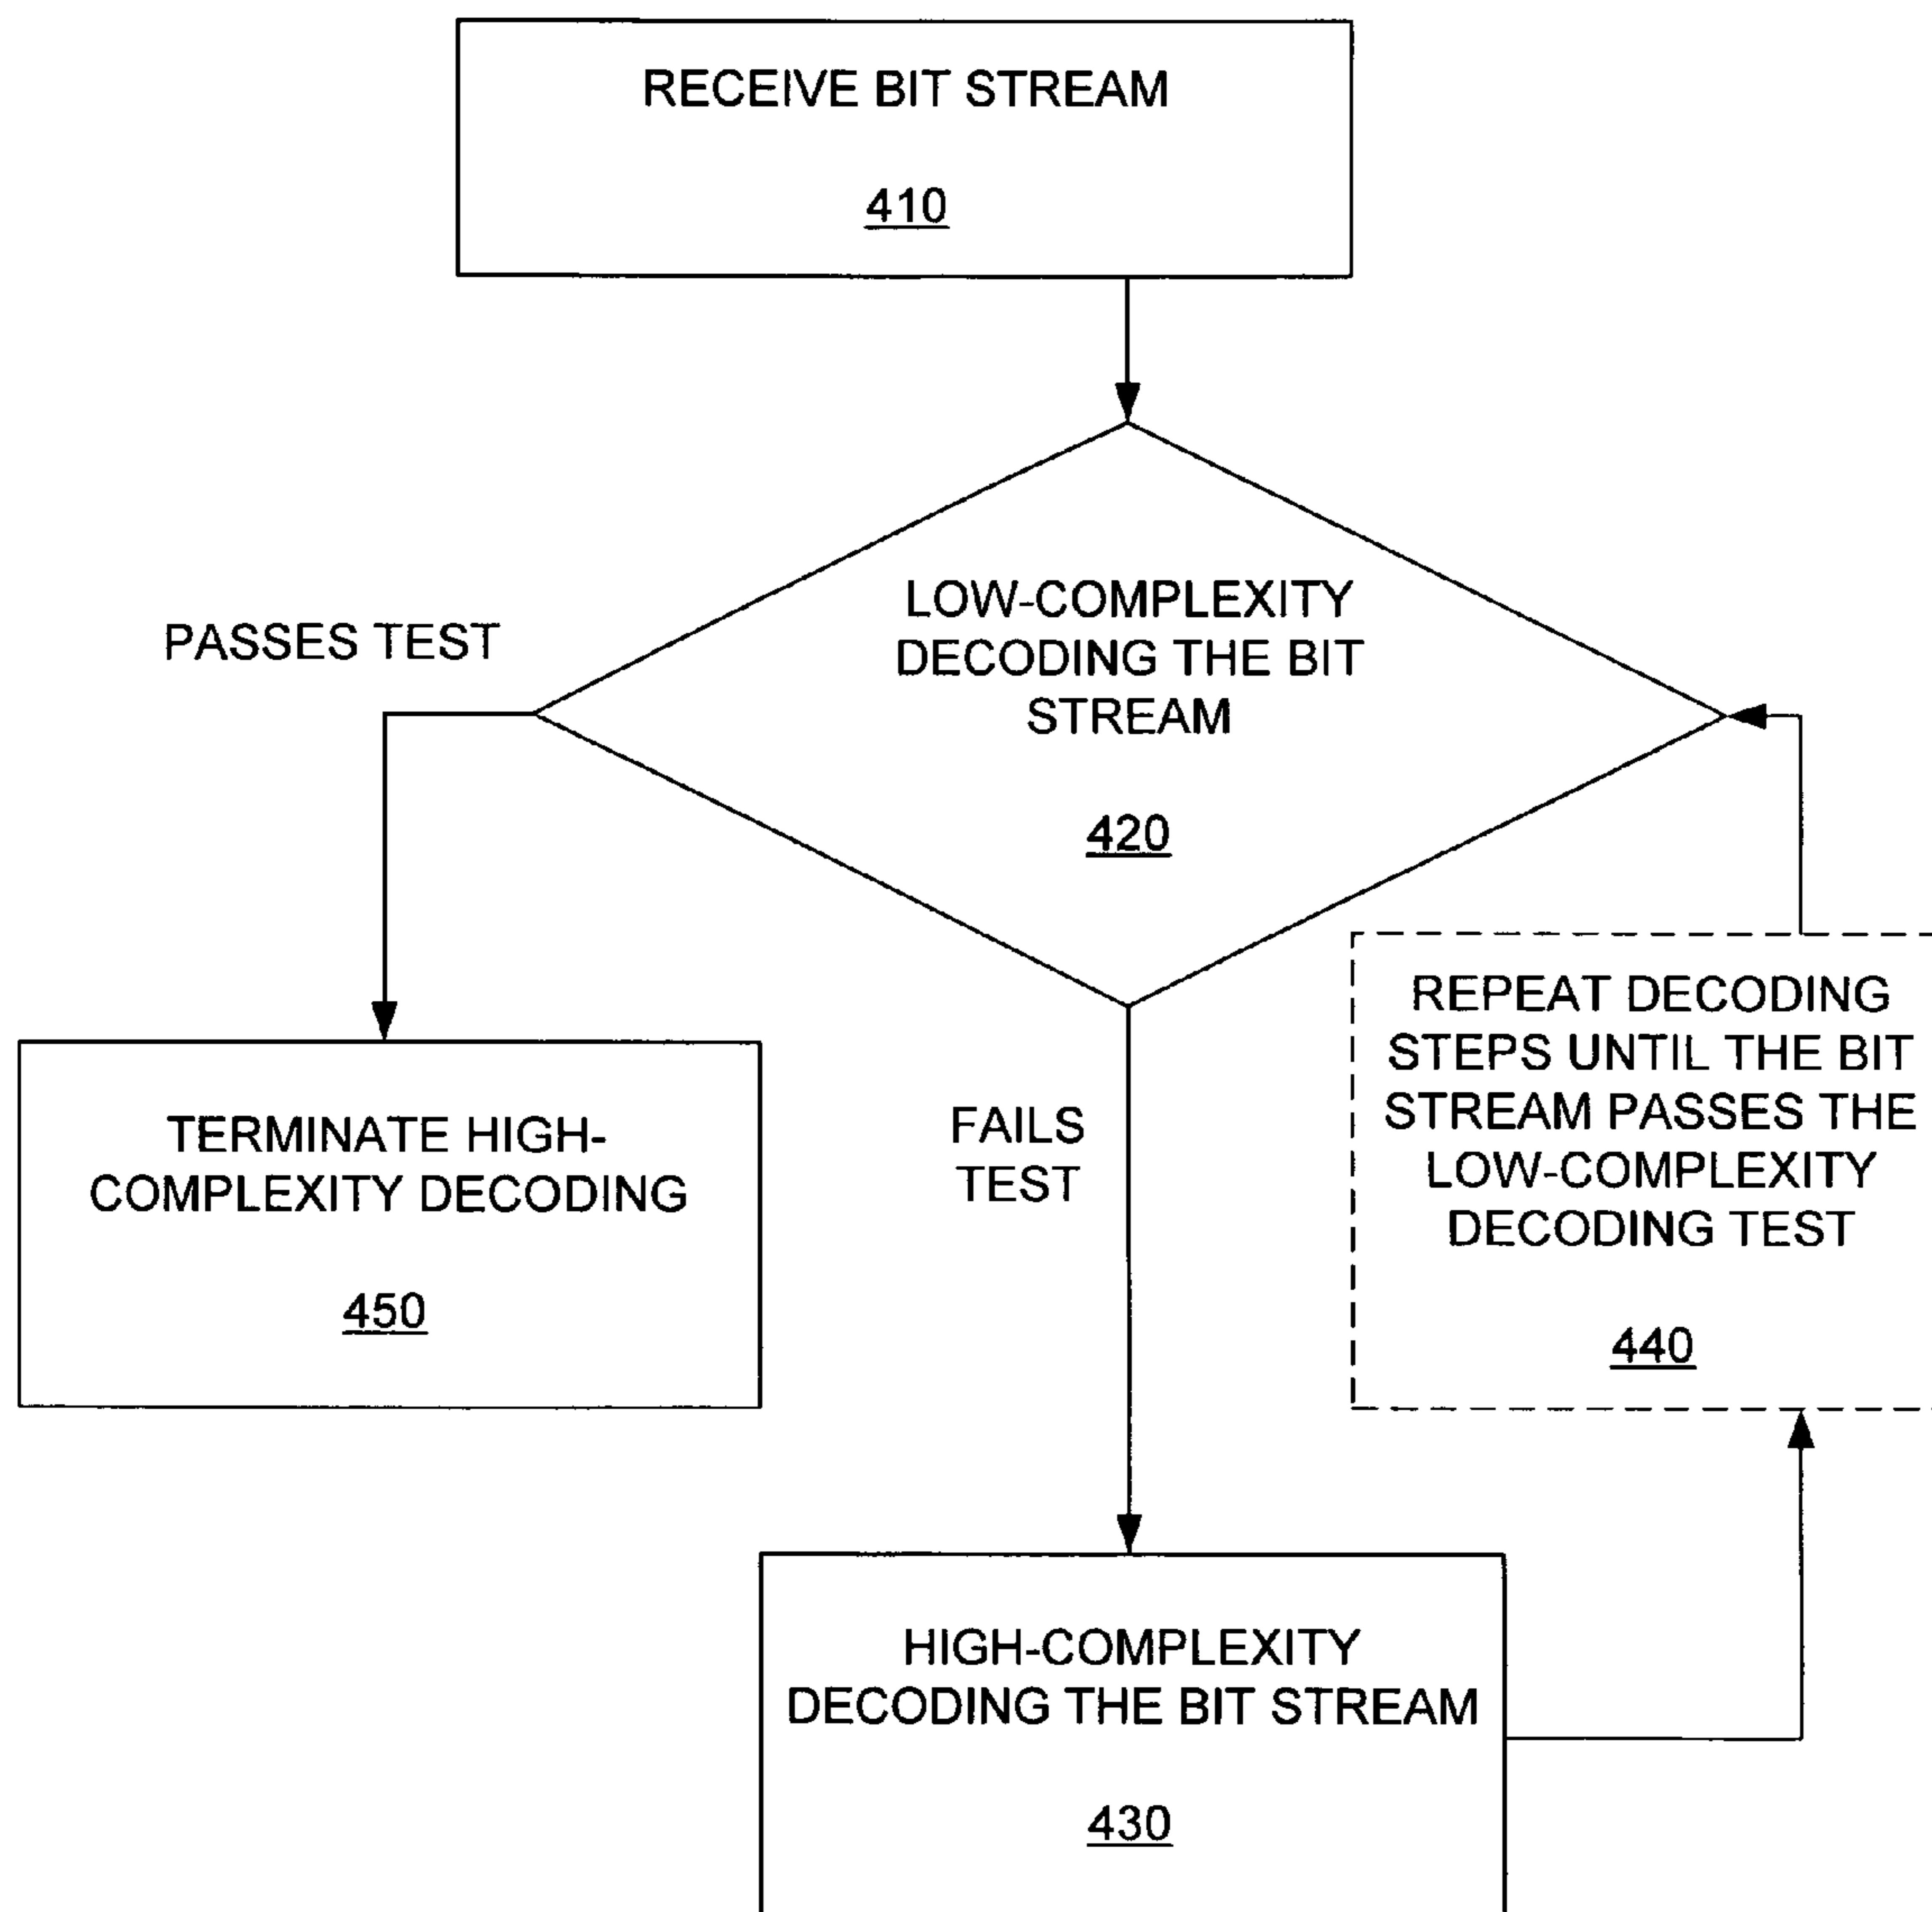 RECEIVE BIT STREAM
410
LOW-COMPLEXITY
DECODING THE BIT
STREAM
420
PASSES TEST
FAILS
TEST
REPEAT DECODING
STEPS UNTIL THE BIT
STREAM PASSES THE
LOW-COMPLEXITY
DECODING TEST
440
TERMINATE HIGH-
COMPLEXITY DECODING
450
HIGH-COMPLEXITY
DECODING THE BIT STREAM
430